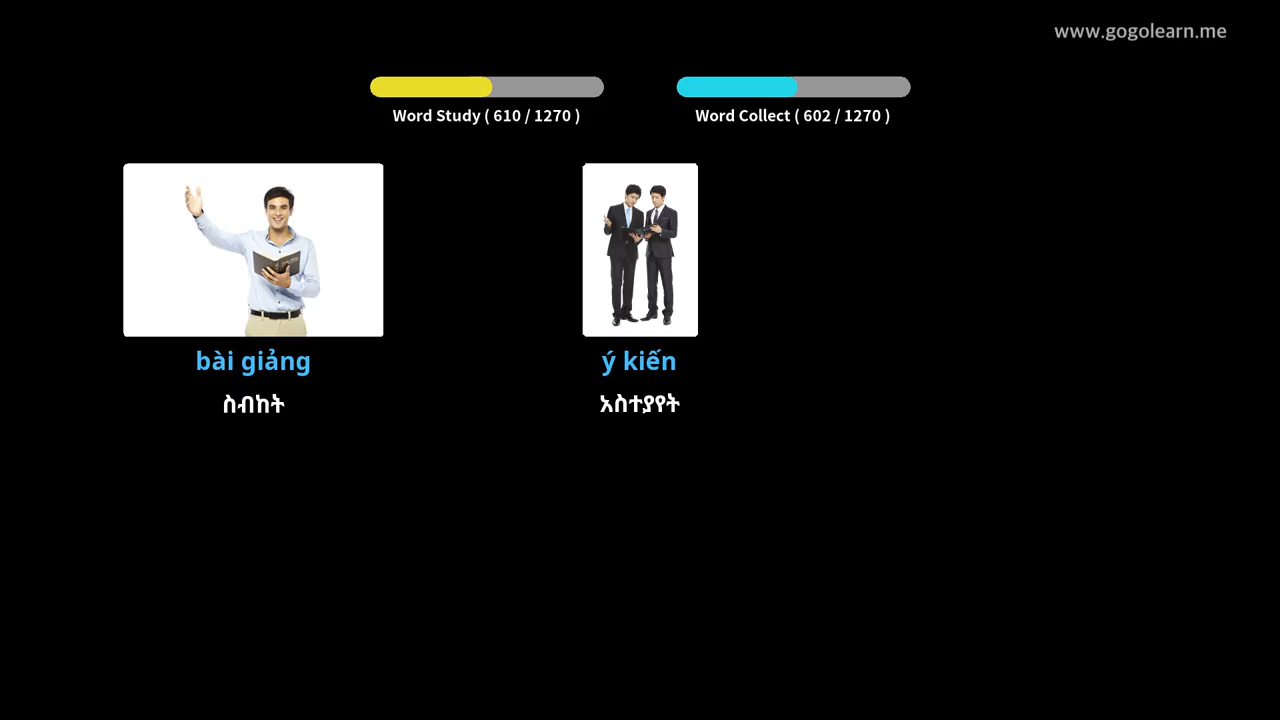 www.gogolearn.me
Word Study ( 610 / 1270 )
Word Collect ( 602 / 1270 )
bài giảng
ስብከት
ý kiến
አስተያየት